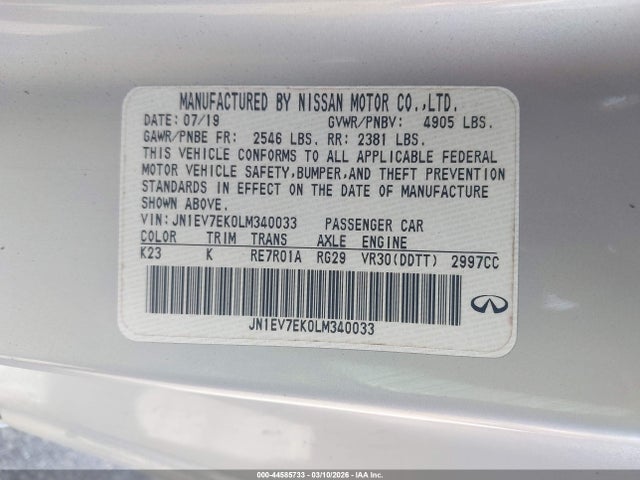 MANUFACTURED BY NISSAN MOTOR CO.,LTD.
DATE: 07/19 GVWR/PNBV: 4905 LBS.
GAWR/PNBE FR: 2546 LBS. RR: 2381 LBS.
THIS VEHICLE CONFORMS TO ALL APPLICABLE FEDERAL
MOTOR VEHICLE SAFETY,BUMPER,AND THEFT PREVENTION
STANDARDS IN EFFECT ON THE DATE OF MANUFACTURE
SHOWN ABOVE.
VIN:JN1EV7EK0LM340033 PASSENGER CAR
COLOR TRIM TRANS AXLE ENGINE
K23 K RE7R01A RG29 VR30(DDTT) 2997CC
JN1EV7EK0LM340033
000-44585733 - 03/10/2026 - IAAI.COM